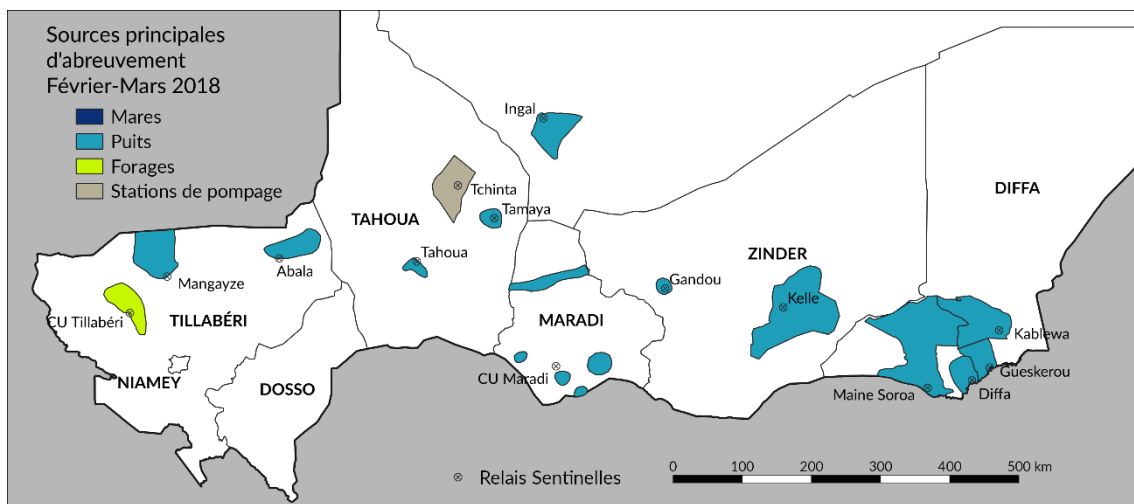 Sources principales
d'abreuvement
Février-Mars 2018
Mares
Puits
Forages
Stations de pompage
Ingal
Tchinta
DIFFA
Tamaya
TAHOUA
Tahoua
ZINDER
Abala
Mangayze
Gandou
Kelle
CU Tillabéri
TILLABÉRI
MARADI
Kablewa
Gueskerou
CU Maradi
NIAMEY
DOSSO
Maine Soroa
Diffa
Relais Sentinelles
0 100 200 300 400 500 km